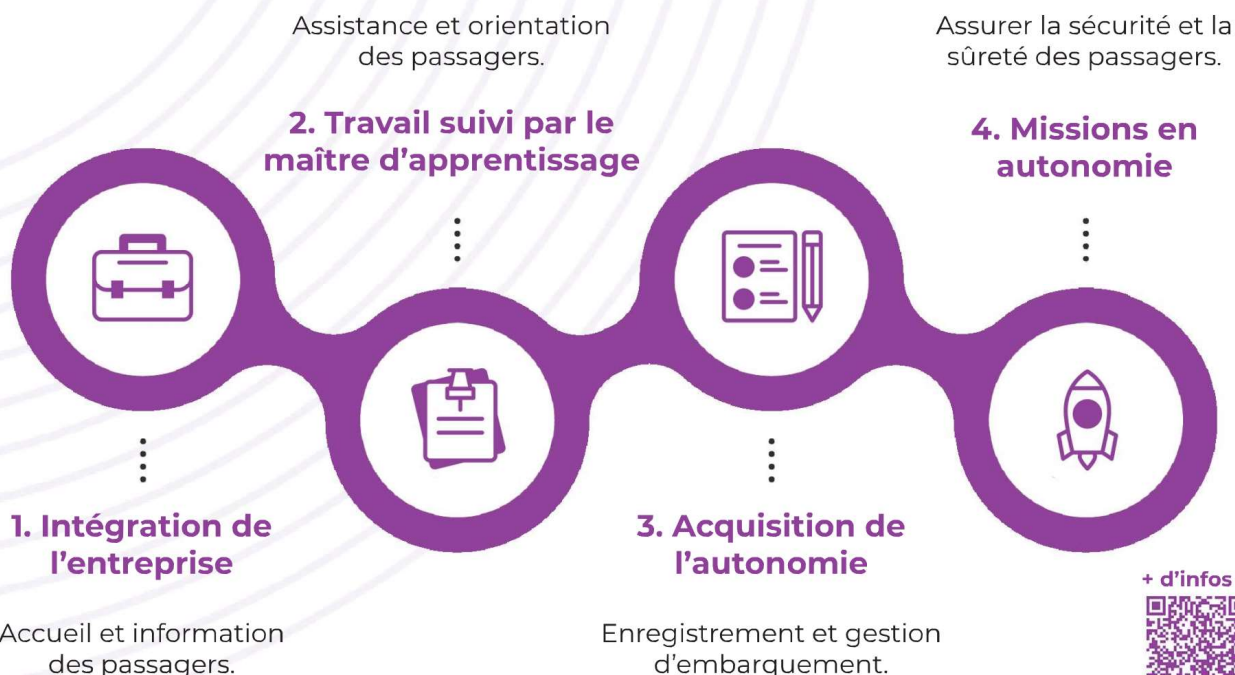 Assistance et orientation
des passagers.
Assurer la sécurité et la
sûreté des passagers.
2. Travail suivi par le
maître d’apprentissage
4. Missions en
autonomie
1. Intégration de
l’entreprise
3. Acquisition de
l’autonomie
+ d’infos
Accueil et information
des passagers.
Enregistrement et gestion
d'embarquement.